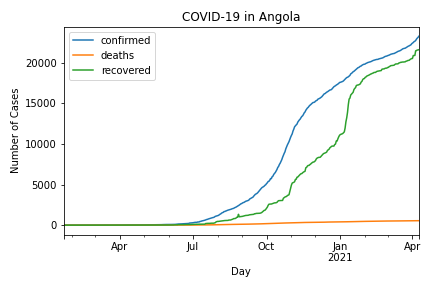 COVID-19 in Angola
confirmed
deaths
recovered
Number of Cases
20000
15000
10000
5000
0
Apr
Jul
Oct
Jan
2021
Apr
Day